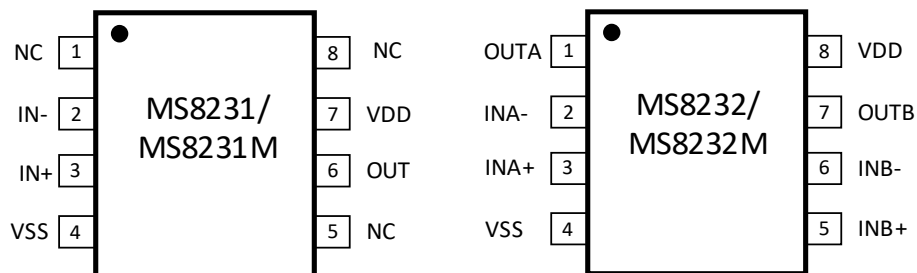 NC 1 8 NC
IN- 2 7 VDD
IN+ 3 6 OUT
VSS 4 5 NC
MS8231/
MS8231M
OUTA 1 8 VDD
INA- 2 7 OUTB
INA+ 3 6 INB-
VSS 4 5 INB+
MS8232/
MS8232M